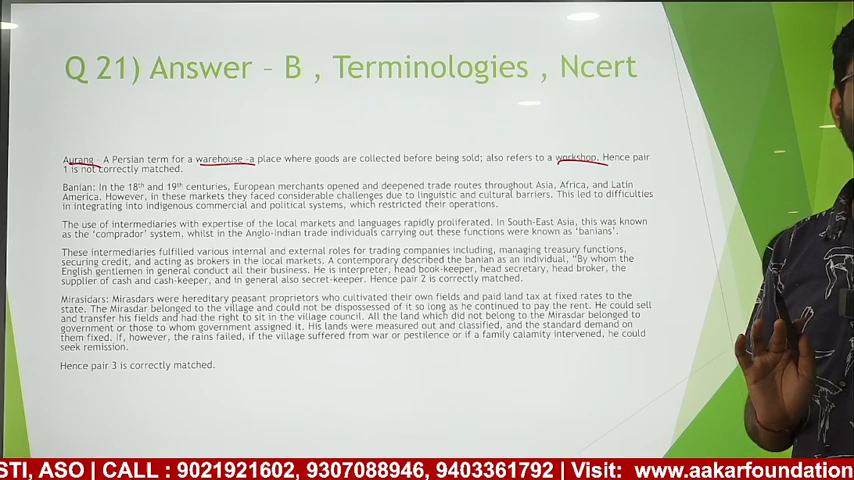 Q 21) Answer – B , Terminologies , Ncert
Aurang – A Persian term for a warehouse –a place where goods are collected before being sold; also refers to a workshop. Hence pair
1 is not correctly matched.
Banian: In the 18th and 19th centuries, European merchants opened and deepened trade routes throughout Asia, Africa, and Latin
America. However, in these markets they faced considerable challenges due to linguistic and cultural barriers. This led to difficulties
in integrating into indigenous commercial and political systems, which restricted their operations.
The use of intermediaries with expertise of the local markets and languages rapidly proliferated. In South-East Asia, this was known
as the ‘comprador’ system, whilst in the Anglo-Indian trade individuals carrying out these functions were known as ‘banians’.
These intermediaries fulfilled various internal and external roles for trading companies including, managing treasury functions,
securing credit, and acting as brokers in the local markets. A contemporary described the banian as an individual, “By whom the
English gentlemen in general conduct all their business. He is interpreter, head book-keeper, head secretary, head broker, the
supplier of cash and cash-keeper, and in general also secret-keeper. Hence pair 2 is correctly matched.
Mirasidars: Mirasdars were hereditary peasant proprietors who cultivated their own fields and paid land tax at fixed rates to the
state. The Mirasdar belonged to the village and could not be dispossessed of it so long as he continued to pay the rent. He could sell
and transfer his fields and had the right to sit in the village council. All the land which did not belong to the Mirasdar belonged to
government or those to whom government assigned it. His lands were measured out and classified, and the standard demand on
them fixed. If, however, the rains failed, if the village suffered from war or pestilence or if a family calamity intervened, he could
seek remission.
Hence pair 3 is correctly matched.
STI, ASO | CALL : 9021921602, 9307088946, 9403361792 | Visit: www.aakarfoundation